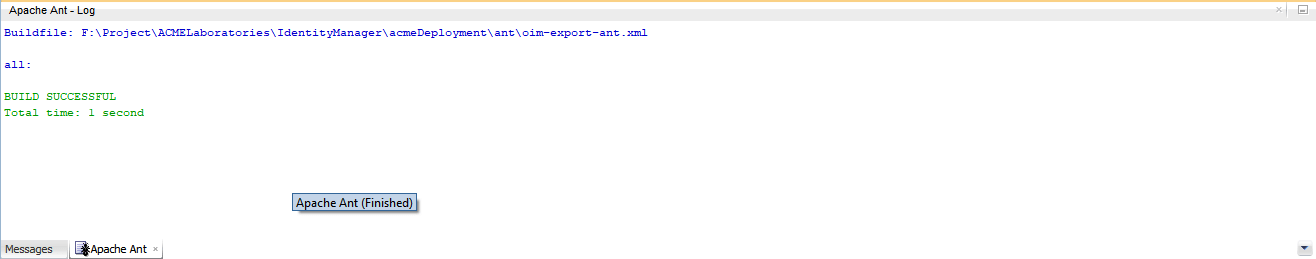 Apache Ant - Log
Buildfile: F:\Project\ACMELaboratories\IdentityManager\acmeDeployment\ant\oim-export-ant.xml
all:
BUILD SUCCESSFUL
Total time: 1 second
Apache Ant (Finished)
Messages
Apache Ant